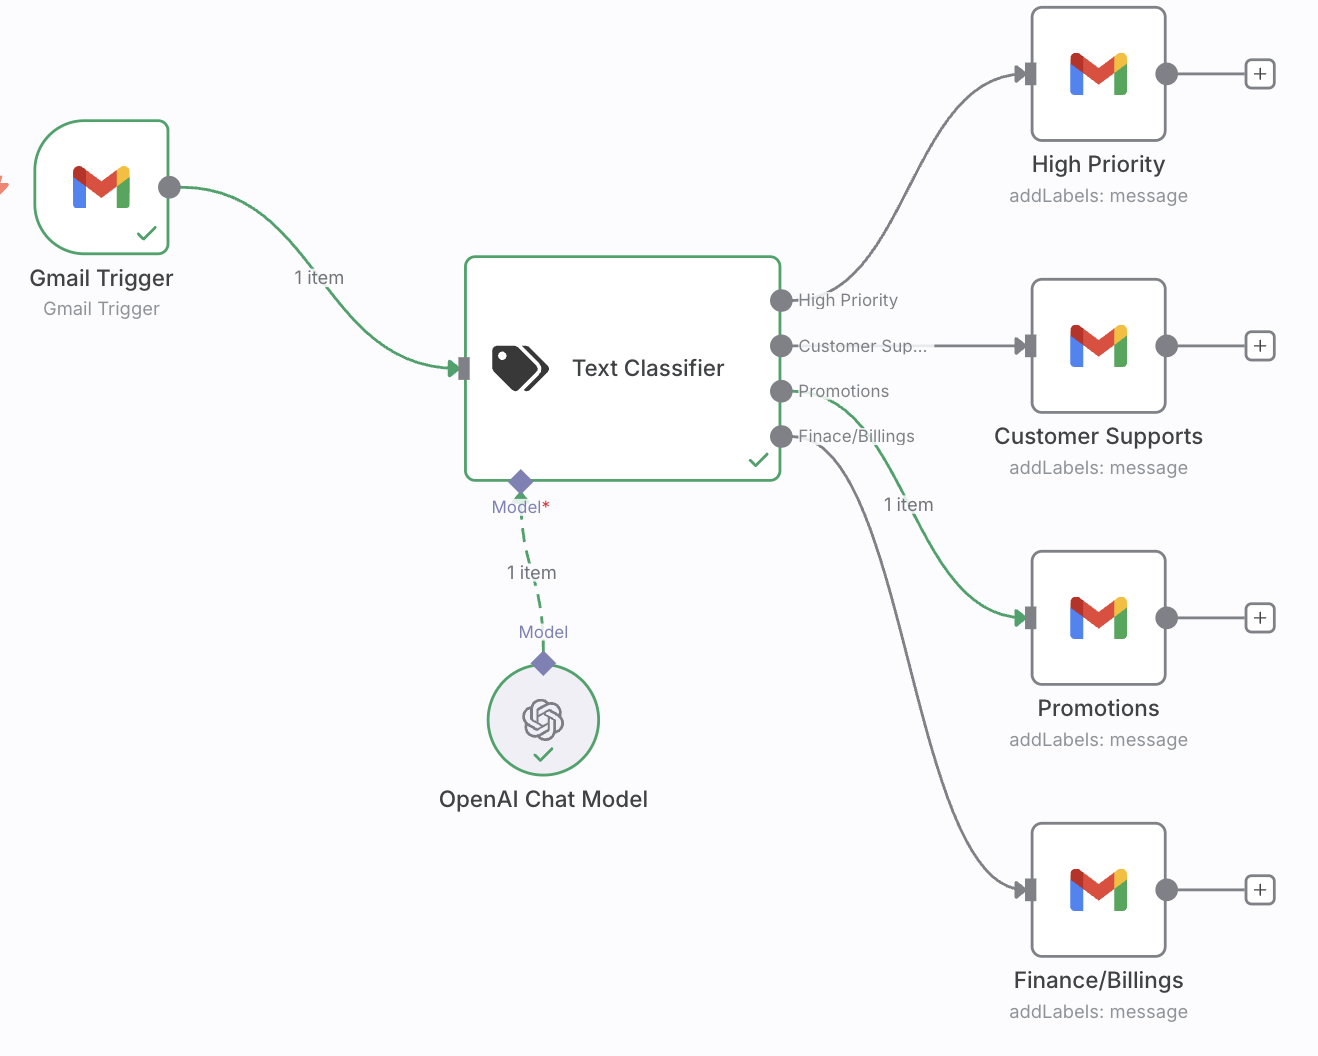 High Priority
addLabels: message
Gmail Trigger
Gmail Trigger
1 item
Text Classifier
High Priority
Customer Sup...
Promotions
Finace/Billings
Customer Supports
addLabels: message
Model*
1 item
Model
OpenAI Chat Model
1 item
Promotions
addLabels: message
Finance/Billings
addLabels: message